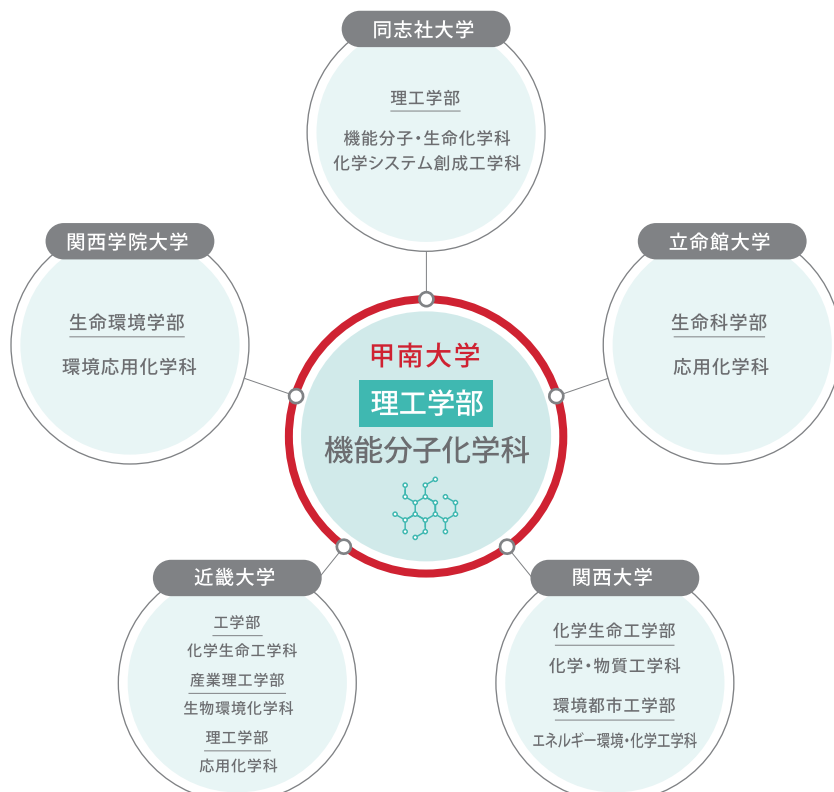 同志社大学
理工学部
機能分子・生命化学科
化学システム創成工学科
関西学院大学
生命環境学部
環境応用化学科
立命館大学
生命科学部
応用化学科
甲南大学
理工学部
機能分子化学科
近畿大学
工学部
化学生命工学科
産業理工学部
生物環境化学科
理工学部
応用化学科
関西大学
化学生命工学部
化学・物質工学科
環境都市工学部
エネルギー環境・化学工学科